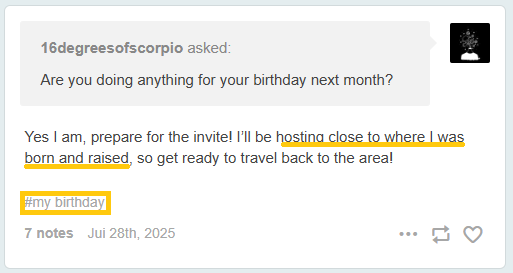 16degreesofscorpio asked:
Are you doing anything for your birthday next month?
Yes I am, prepare for the invite! I'll be hosting close to where I was
born and raised, so get ready to travel back to the area!
#my birthday
7 notes Jui 28th, 2025